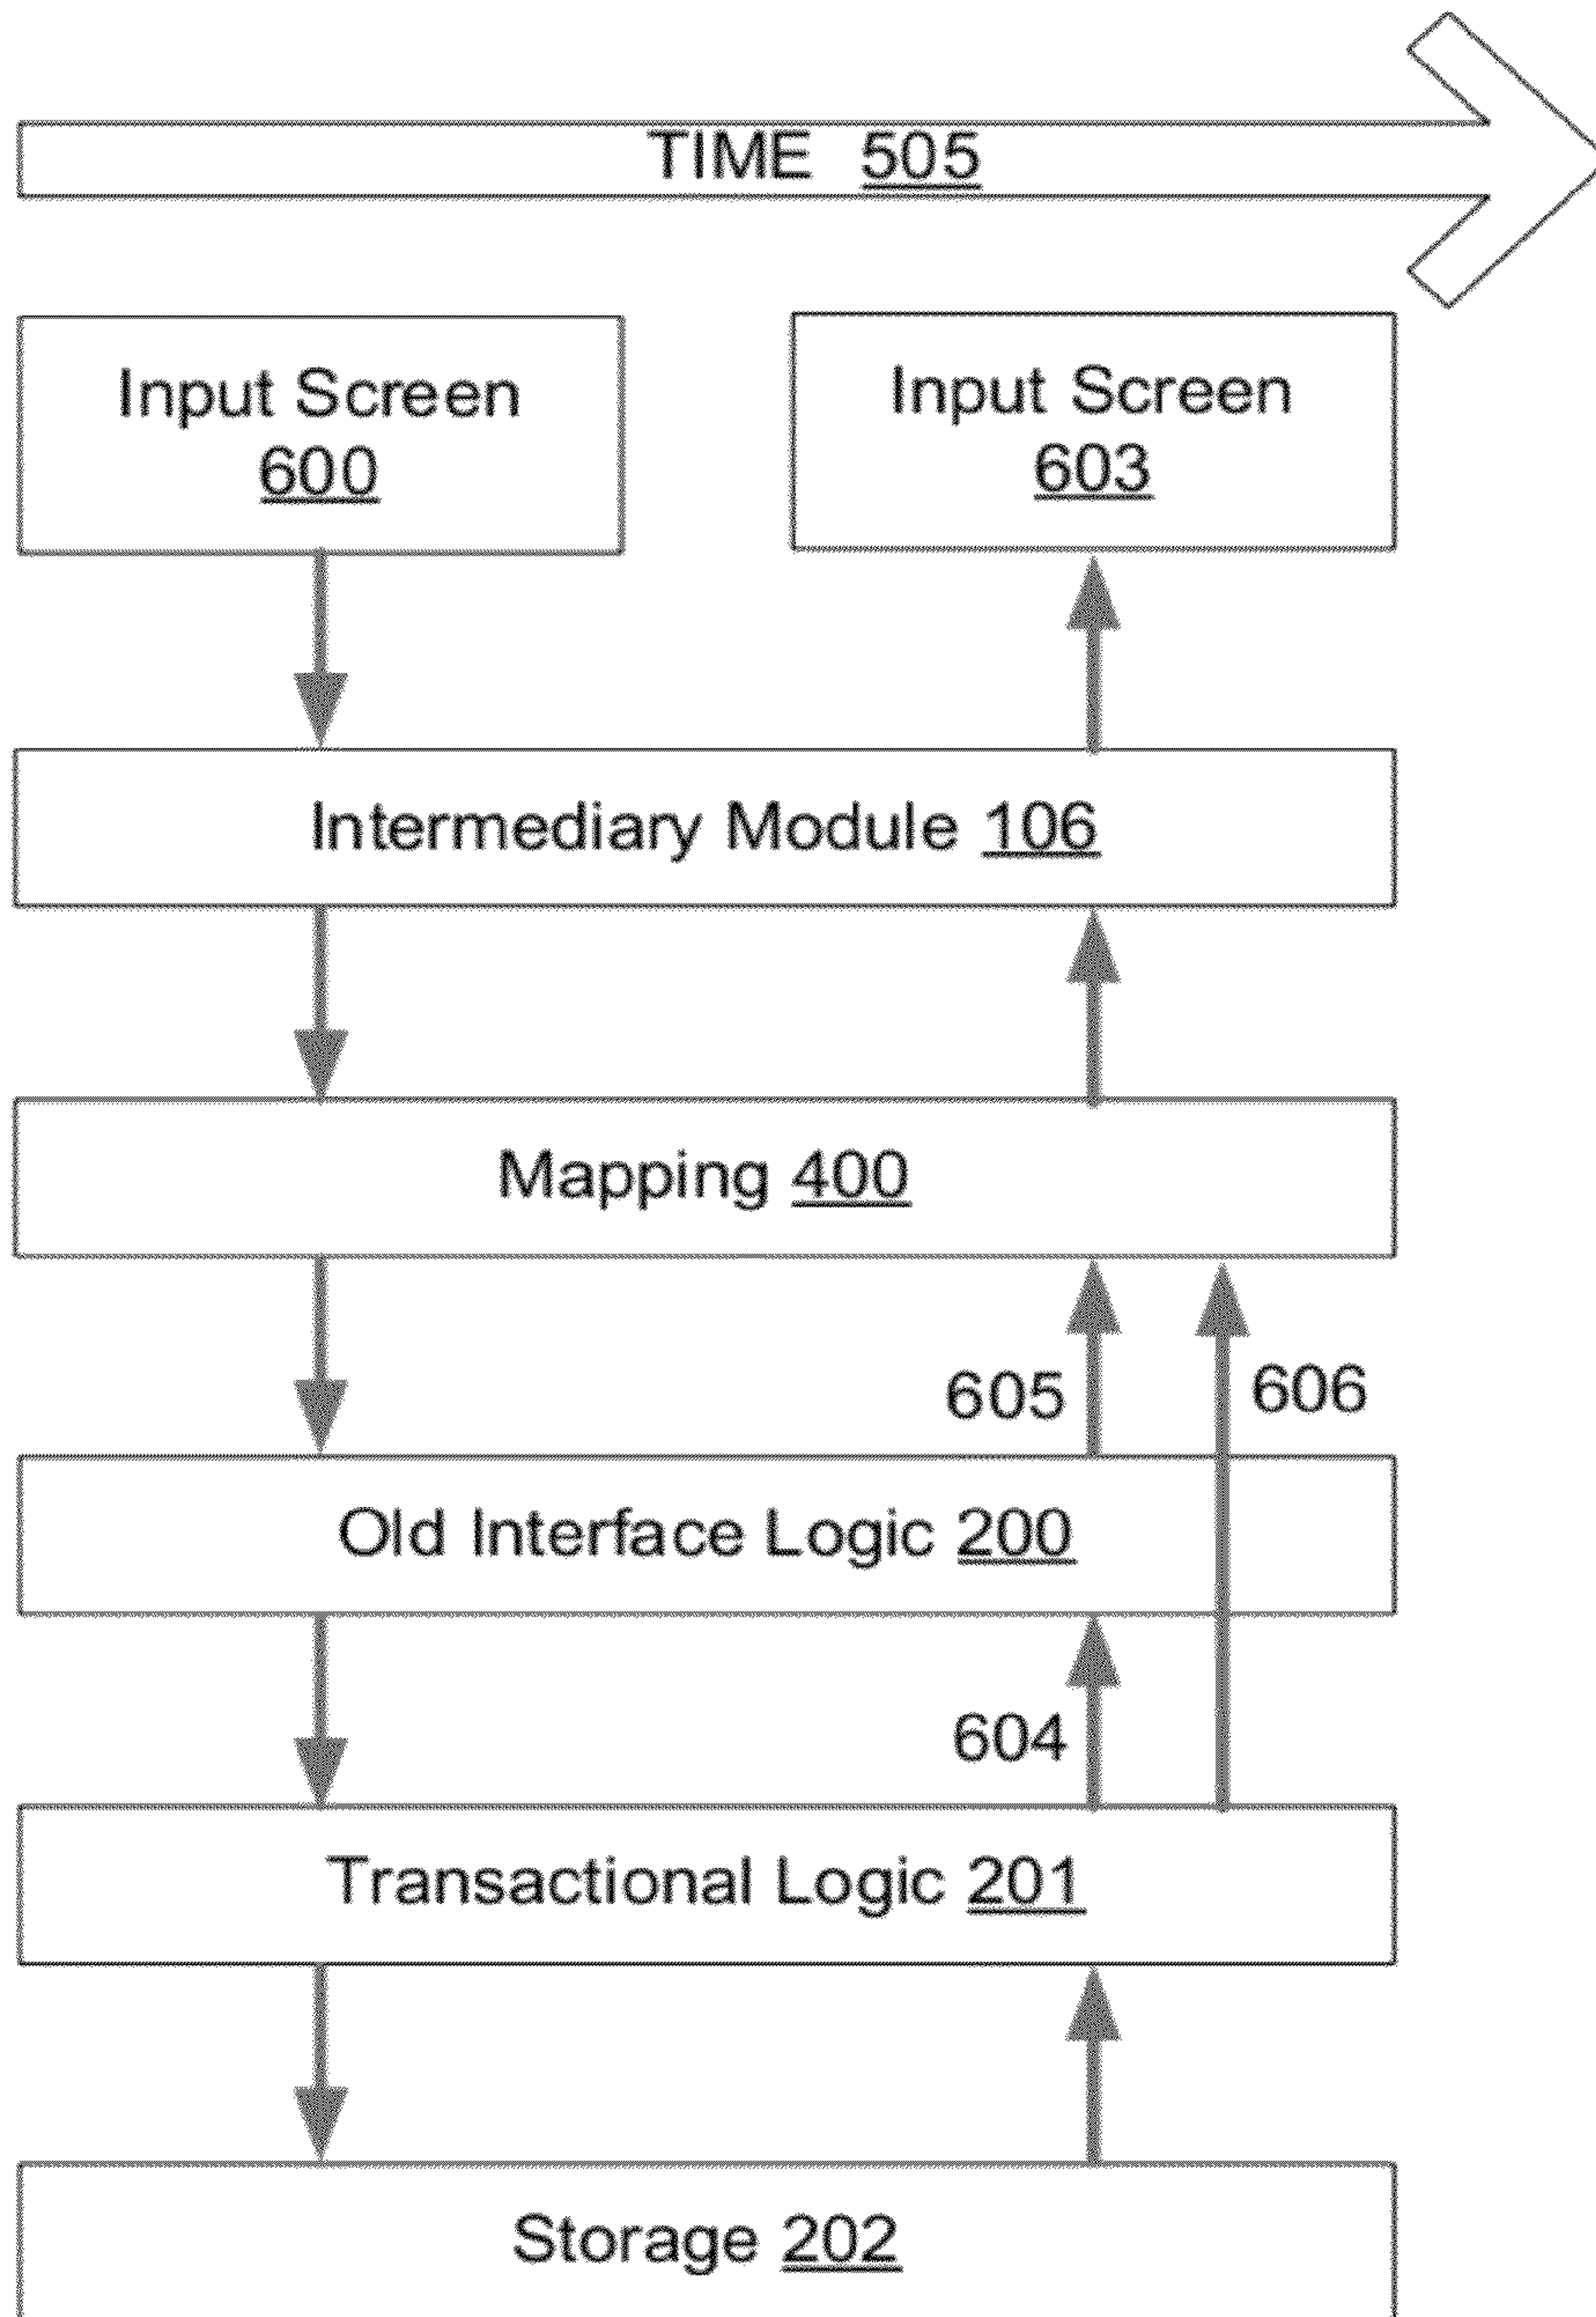 TIME 505
Input Screen
600
Input Screen
603
Intermediary Module 106
Mapping 400
605
606
Old Interface Logic 200
604
Transactional Logic 201
Storage 202